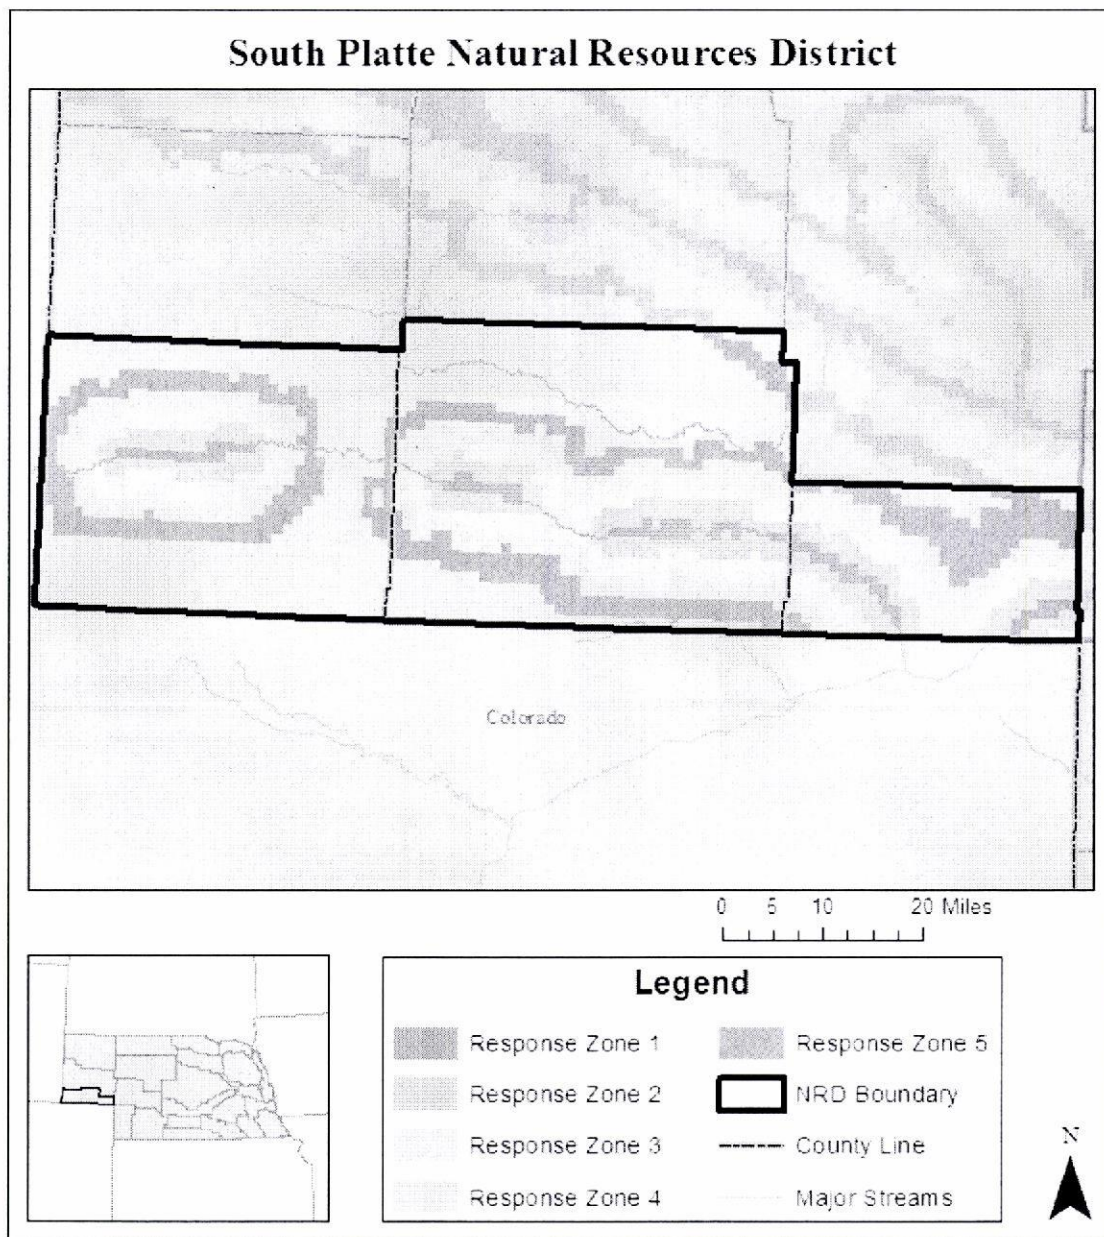 South Platte Natural Resources District
Colorado
0 5 10 20 Miles
Legend
Response Zone 1
Response Zone 2
Response Zone 3
Response Zone 4
Response Zone 5
NRD Boundary
County Line
Major Streams
N